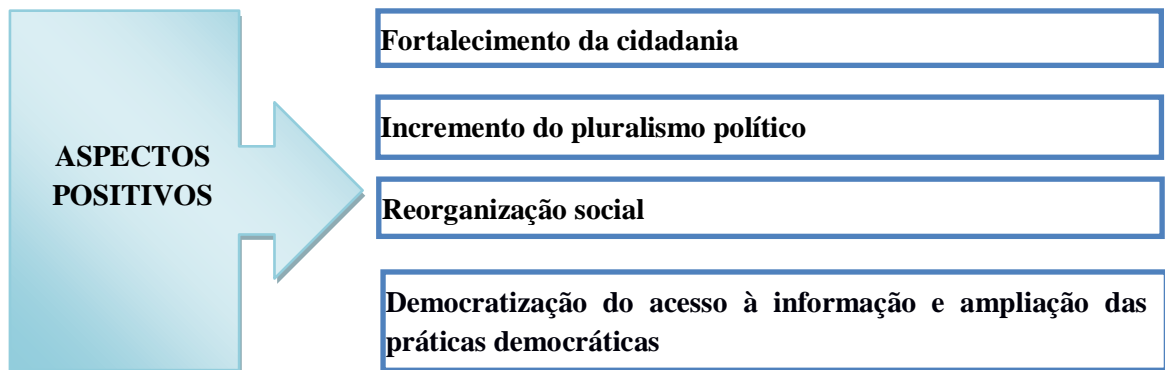 ASPECTOS
POSITIVOS
Fortalecimento da cidadania
Incremento do pluralismo político
Reorganização social
Democratização do acesso à informação e ampliação das
práticas democráticas